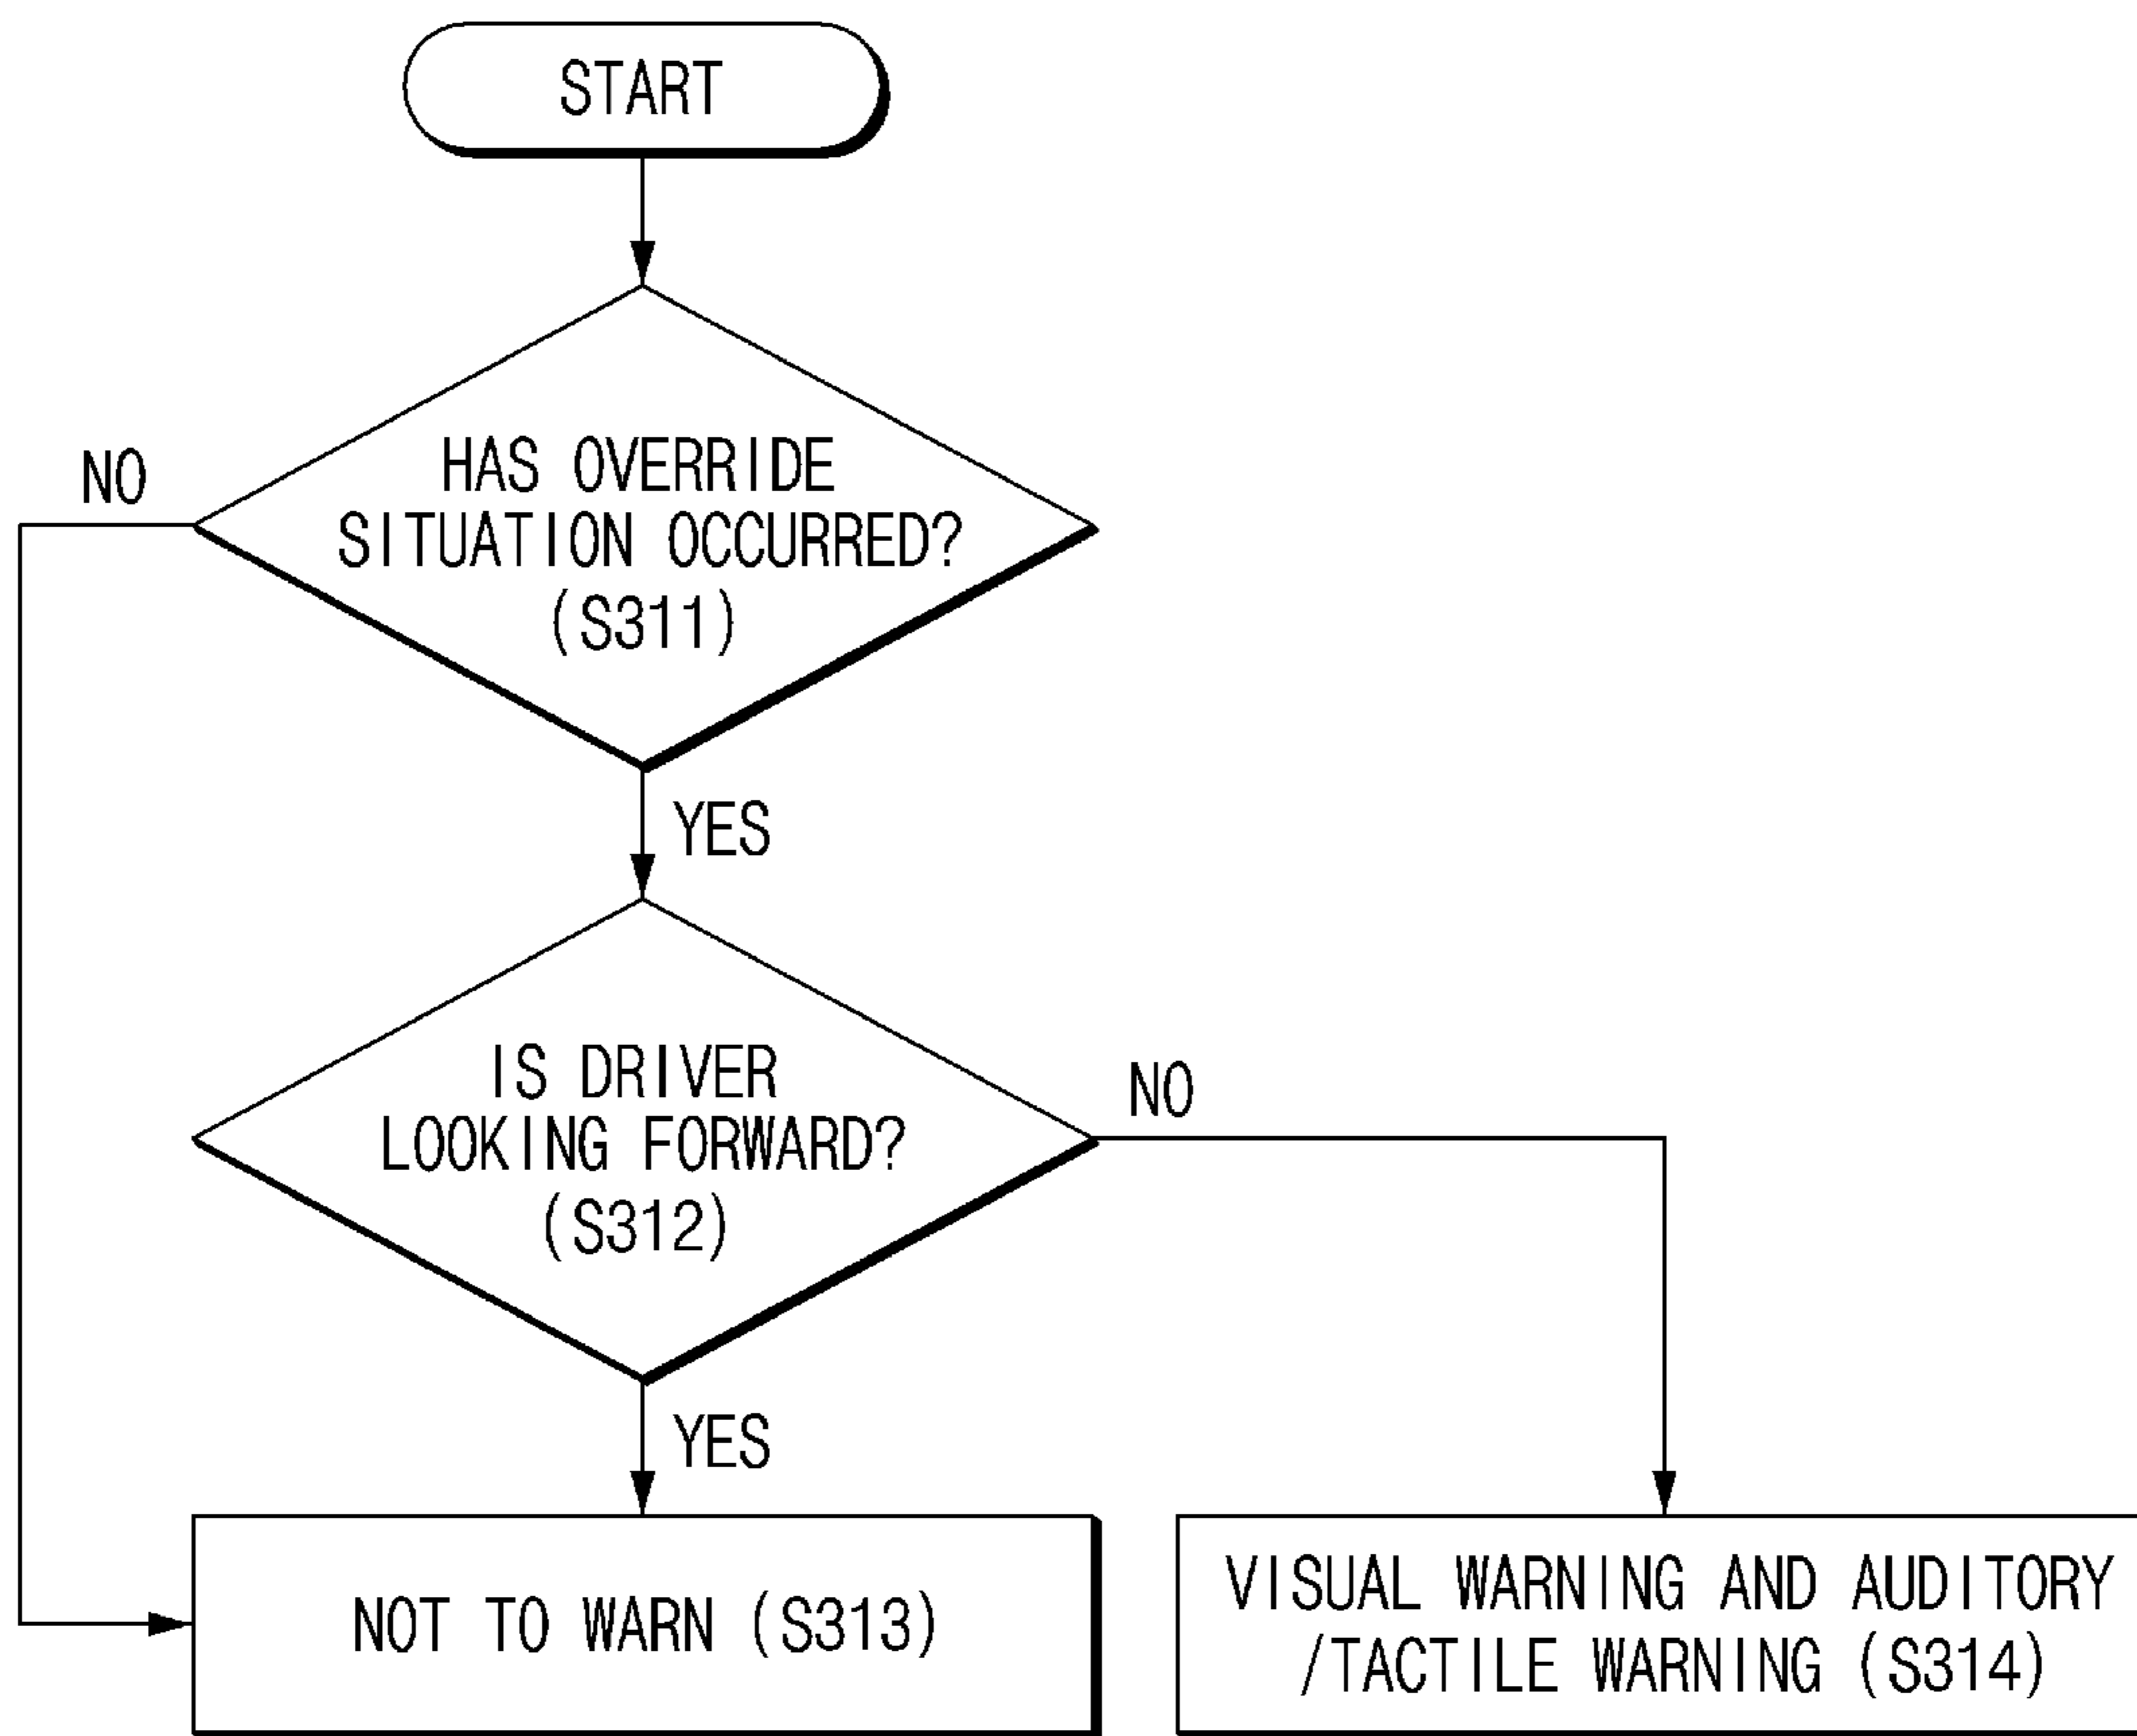 START
NO
HAS OVERRIDE
SITUATION OCCURRED?
(S311)
YES
IS DRIVER
LOOKING FORWARD?
(S312)
NO
YES
NOT TO WARN (S313)
VISUAL WARNING AND AUDITORY
/TACTILE WARNING (S314)